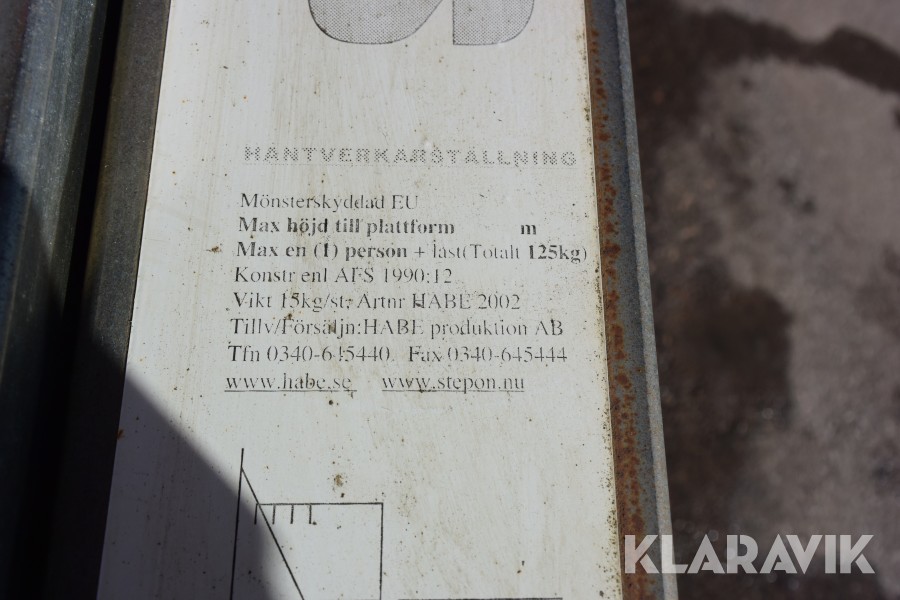 HANTVERKARSTÄLLNING
Mönsterskyddad EU
Max höjd till plattform m
Max en (1) person + last(Totalt 125kg)
Konstr enl AFS 1990:12
Vikt 15kg/st. Artnr HABE 2002
Tillv/Försäljn:HABE produktion AB
Tfn 0340-645440 Fax 0340-645444
www.habe.se www.stepon.nu
KLARAVIK